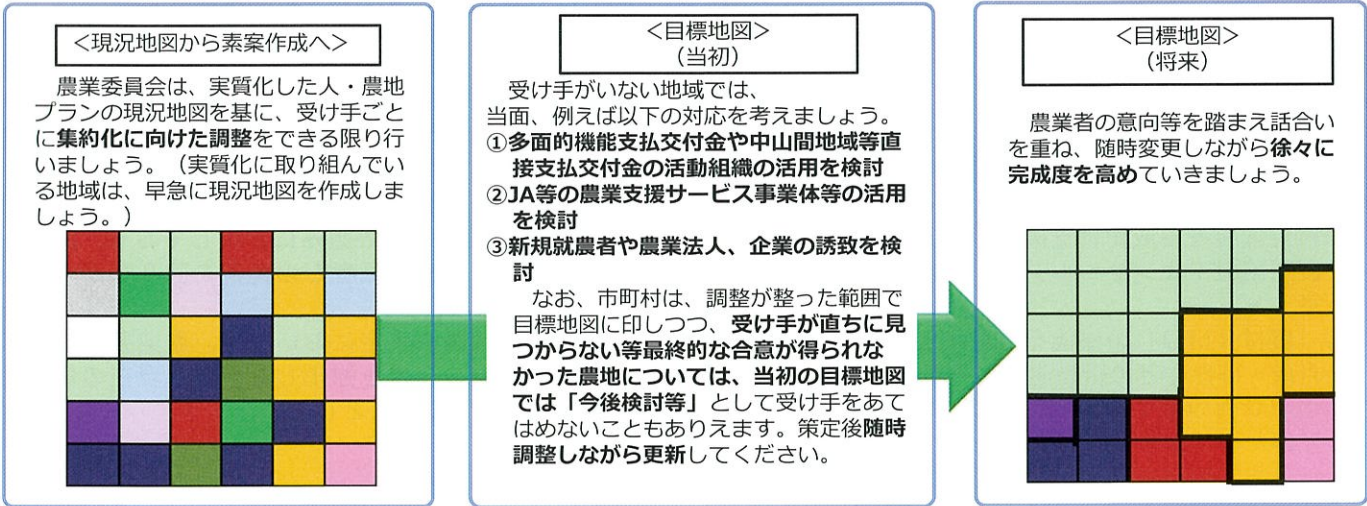 ＜現況地図から素案作成へ＞
　農業委員会は、実質化した人・農地
プランの現況地図を基に、受け手ごと
に集約化に向けた調整をできる限り行
いましょう。（実質化に取り組んでい
る地域は、早急に現況地図を作成しま
しょう。）
＜目標地図＞
（当初）
　受け手がいない地域では、
当面、例えば以下の対応を考えましょう。
①多面的機能支払交付金や中山間地域等直
接支払交付金の活動組織の活用を検討
②JA等の農業支援サービス事業体等の活用
を検討
③新規就農者や農業法人、企業の誘致を検
討
　なお、市町村は、調整が整った範囲で
目標地図に印しつつ、受け手が直ちに見
つからない等最終的な合意が得られな
かった農地については、当初の目標地図
では「今後検討等」として受け手をあて
はめないこともありえます。策定後随時
調整しながら更新してください。
＜目標地図＞
（将来）
　農業者の意向等を踏まえ話合い
を重ね、随時変更しながら徐々に
完成度を高めていきましょう。